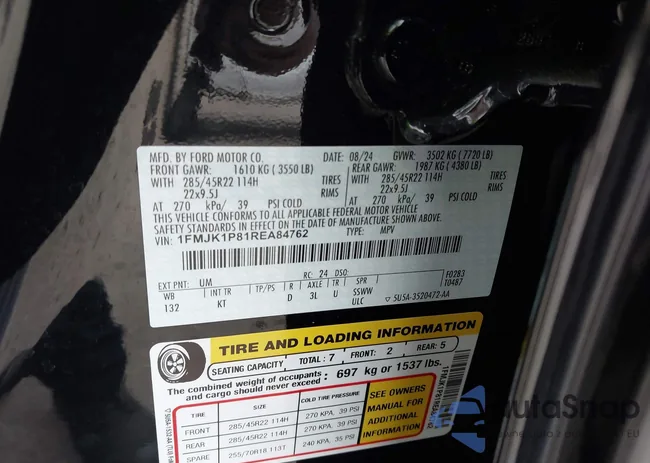 MFD. BY FORD MOTOR CO.
DATE: 08/24 GVWR: 3502 KG ( 7720 LB)
FRONT GAWR: 1610 KG ( 3550 LB) REAR GAWR: 1987 KG ( 4380 LB)
WITH 285/45R22 114H TIRES WITH 285/45R22 114H TIRES
22x9.5J RIMS 22x9.5J RIMS
AT 270 kPa/ 39 PSI COLD AT 270 kPa/ 39 PSI COLD
THIS VEHICLE CONFORMS TO ALL APPLICABLE FEDERAL MOTOR VEHICLE
SAFETY STANDARDS IN EFFECT ON THE DATE OF MANUFACTURE SHOWN ABOVE.
VIN: 1FMJK1P81REA84762 TYPE: MPV
EXT PNT: UM RC: 24 DSO: F0283
WB INT TR TP/PS R AXLE TR SPR T0487
132 KT D 3L U SSWW
ULC ▽ 5U5A-3520472-AA
TIRE AND LOADING INFORMATION
SEATING CAPACITY TOTAL: 7 FRONT: 2 REAR: 5
The combined weight of occupants and cargo should never exceed: 697 kg or 1537 lbs.
TIRE SIZE COLD TIRE PRESSURE
FRONT 285/45R22 114H 270 KPA, 39 PSI
REAR 285/45R22 114H 270 KPA, 39 PSI
SPARE 255/70R18 113T 240 KPA, 35 PSI
SEE OWNERS
MANUAL FOR
ADDITIONAL
INFORMATION
AutaSnap